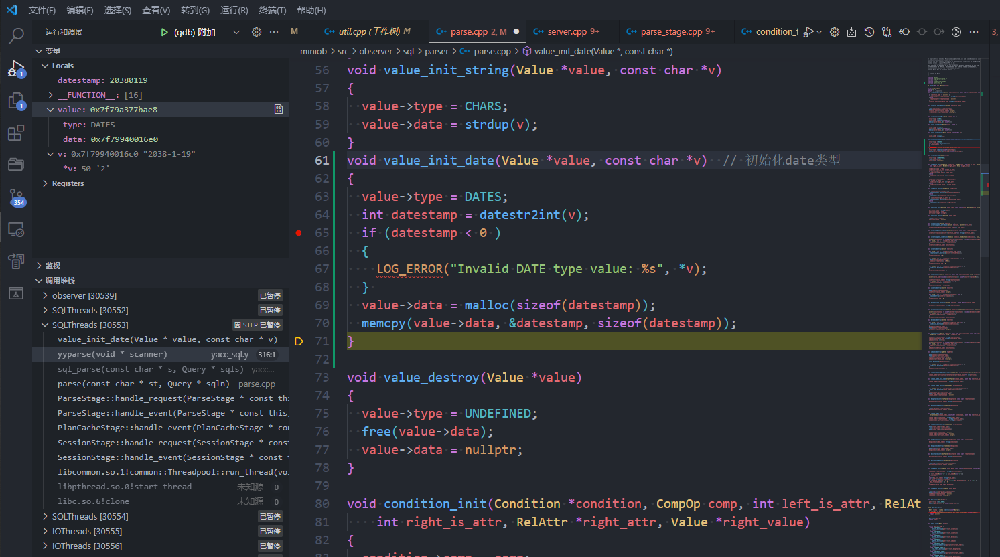 文件(F) 编辑(E) 选择(S) 查看(V) 转到(G) 运行(R) 终端(T) 帮助(H)
运行和调试 (gdb) 附加 ··· M util.cpp (工作树) M parse.cpp 2, M server.cpp 9+ parse_stage.cpp 9+ condition_f ··· 3,
miniob > src > observer > sql > parser > parse.cpp > value_init_date(Value *, const char *)
变量
Locals
datestamp: 20380119
__FUNCTION__: [16]
value: 0x7f79a377bae8
type: DATES
data: 0x7f79940016e0
v: 0x7f79940016c0 "2038-1-19"
*v: 50 '2'
Registers
监视
调用堆栈
observer [30539] 已暂停
SQLThreads [30552] 已暂停
SQLThreads [30553] 因 STEP 已暂停
value_init_date(Value * value, const char * v)
yyparse(void * scanner) yacc_sql.y 316:1
sql_parse(const char * s, Query * sqls) yacc...
parse(const char * st, Query * sqln) parse.cpp
ParseStage::handle_request(ParseStage * const thi
ParseStage::handle_event(ParseStage * const this,
PlanCacheStage::handle_event(PlanCacheStage * con
SessionStage::handle_request(SessionStage * const
SessionStage::handle_event(SessionStage * const t
libcommon.so.1!common::Threadpool::run_thread(voi
libpthread.so.0!start_thread 未知源 0
libc.so.6!clone 未知源 0
SQLThreads [30554] 已暂停
IOThreads [30555] 已暂停
IOThreads [30556] 已暂停
1
1
354
56 void value_init_string(Value *value, const char *v)
57 {
58 value->type = CHARS;
59 value->data = strdup(v);
60 }
61 void value_init_date(Value *value, const char *v) // 初始化date类型
62 {
63 value->type = DATES;
64 int datestamp = datestr2int(v);
65 if (datestamp < 0 )
66 {
67 LOG_ERROR("Invalid DATE type value: %s", *v);
68 }
69 value->data = malloc(sizeof(datestamp));
70 memcpy(value->data, &datestamp, sizeof(datestamp));
71 }
72
73 void value_destroy(Value *value)
74 {
75 value->type = UNDEFINED;
76 free(value->data);
77 value->data = nullptr;
78 }
79
80 void condition_init(Condition *condition, CompOp comp, int left_is_attr, RelAt
81 int right_is_attr, RelAttr *right_attr, Value *right_value)
82 {